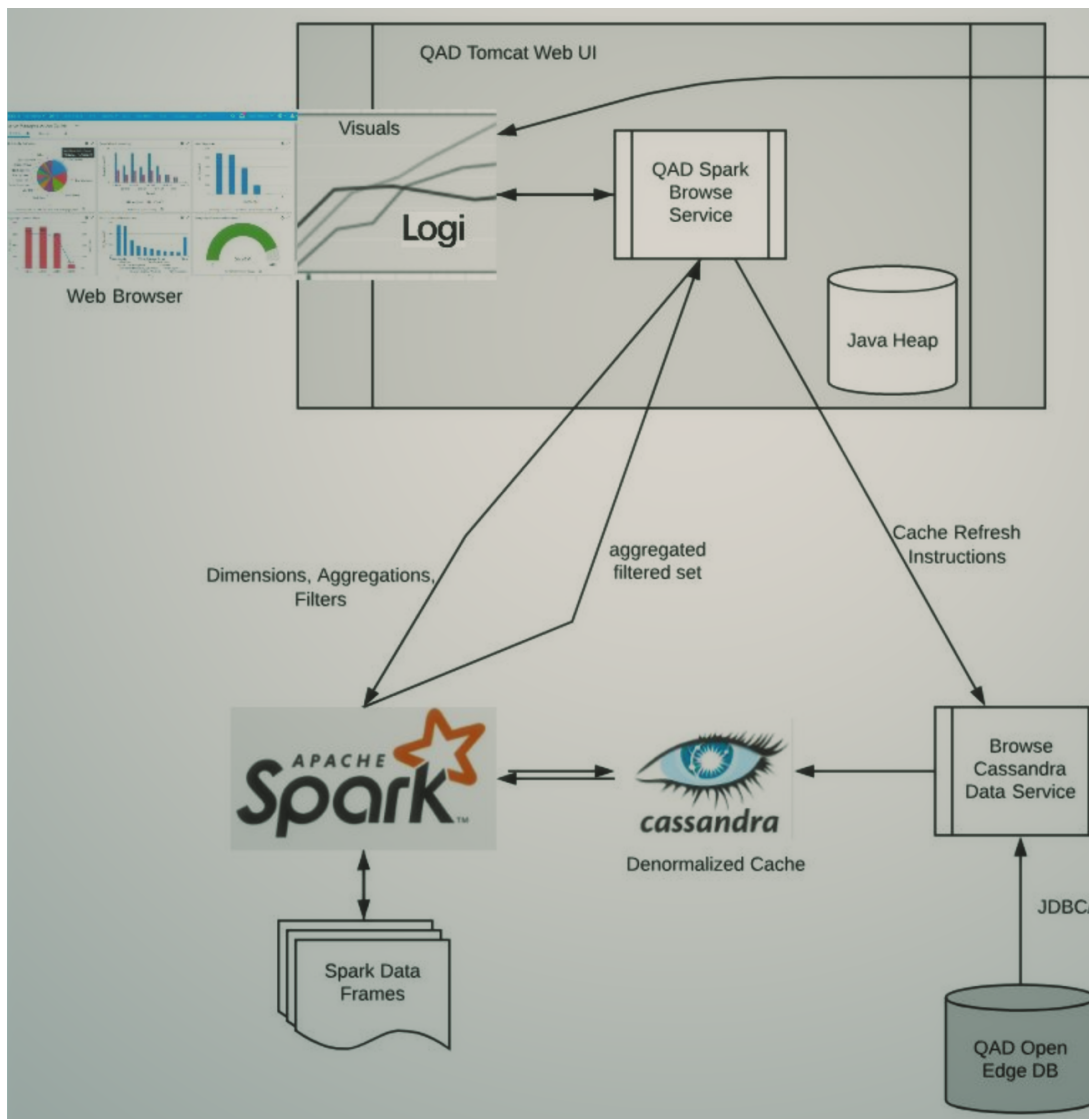 QAD Tomcat Web UI
Visuals
Logi
QAD Spark
Browse
Service
Web Browser
Java Heap
Cache Refresh
Instructions
aggregated
filtered set
Dimensions, Aggregations,
Filters
APACHE
Spark™
cassandra
Denormalized Cache
Browse
Cassandra
Data Service
JDBC/
Spark Data
Frames
QAD Open
Edge DB